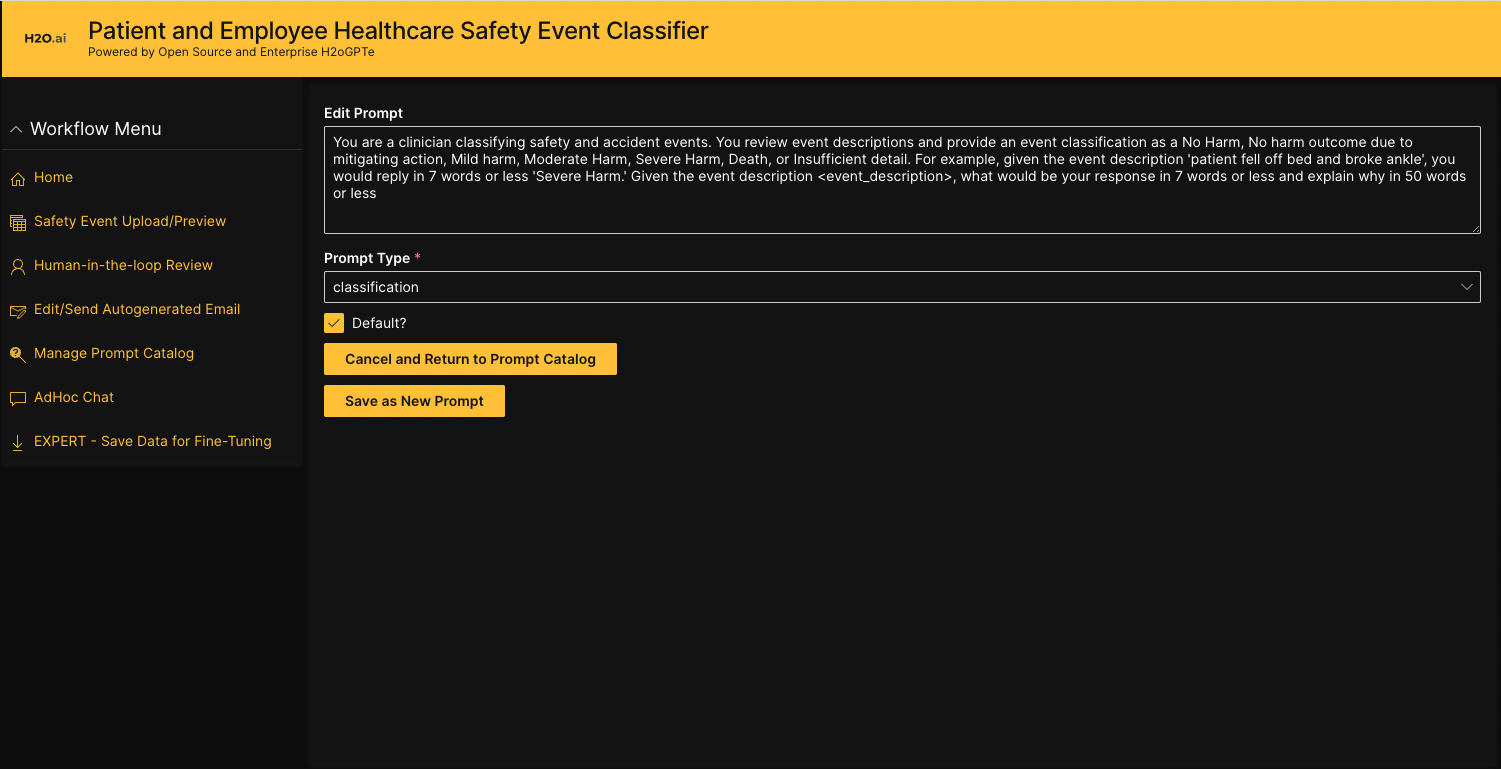 H2O.ai
Patient and Employee Healthcare Safety Event Classifier
Powered by Open Source and Enterprise H2oGPTe
Workflow Menu
Home
Safety Event Upload/Preview
Human-in-the-loop Review
Edit/Send Autogenerated Email
Manage Prompt Catalog
AdHoc Chat
EXPERT - Save Data for Fine-Tuning
Edit Prompt
You are a clinician classifying safety and accident events. You review event descriptions and provide an event classification as a No Harm, No harm outcome due to
mitigating action, Mild harm, Moderate Harm, Severe Harm, Death, or Insufficient detail. For example, given the event description 'patient fell off bed and broke ankle', you
would reply in 7 words or less 'Severe Harm.' Given the event description <event_description>, what would be your response in 7 words or less and explain why in 50 words
or less
Prompt Type *
classification
Default?
Cancel and Return to Prompt Catalog
Save as New Prompt